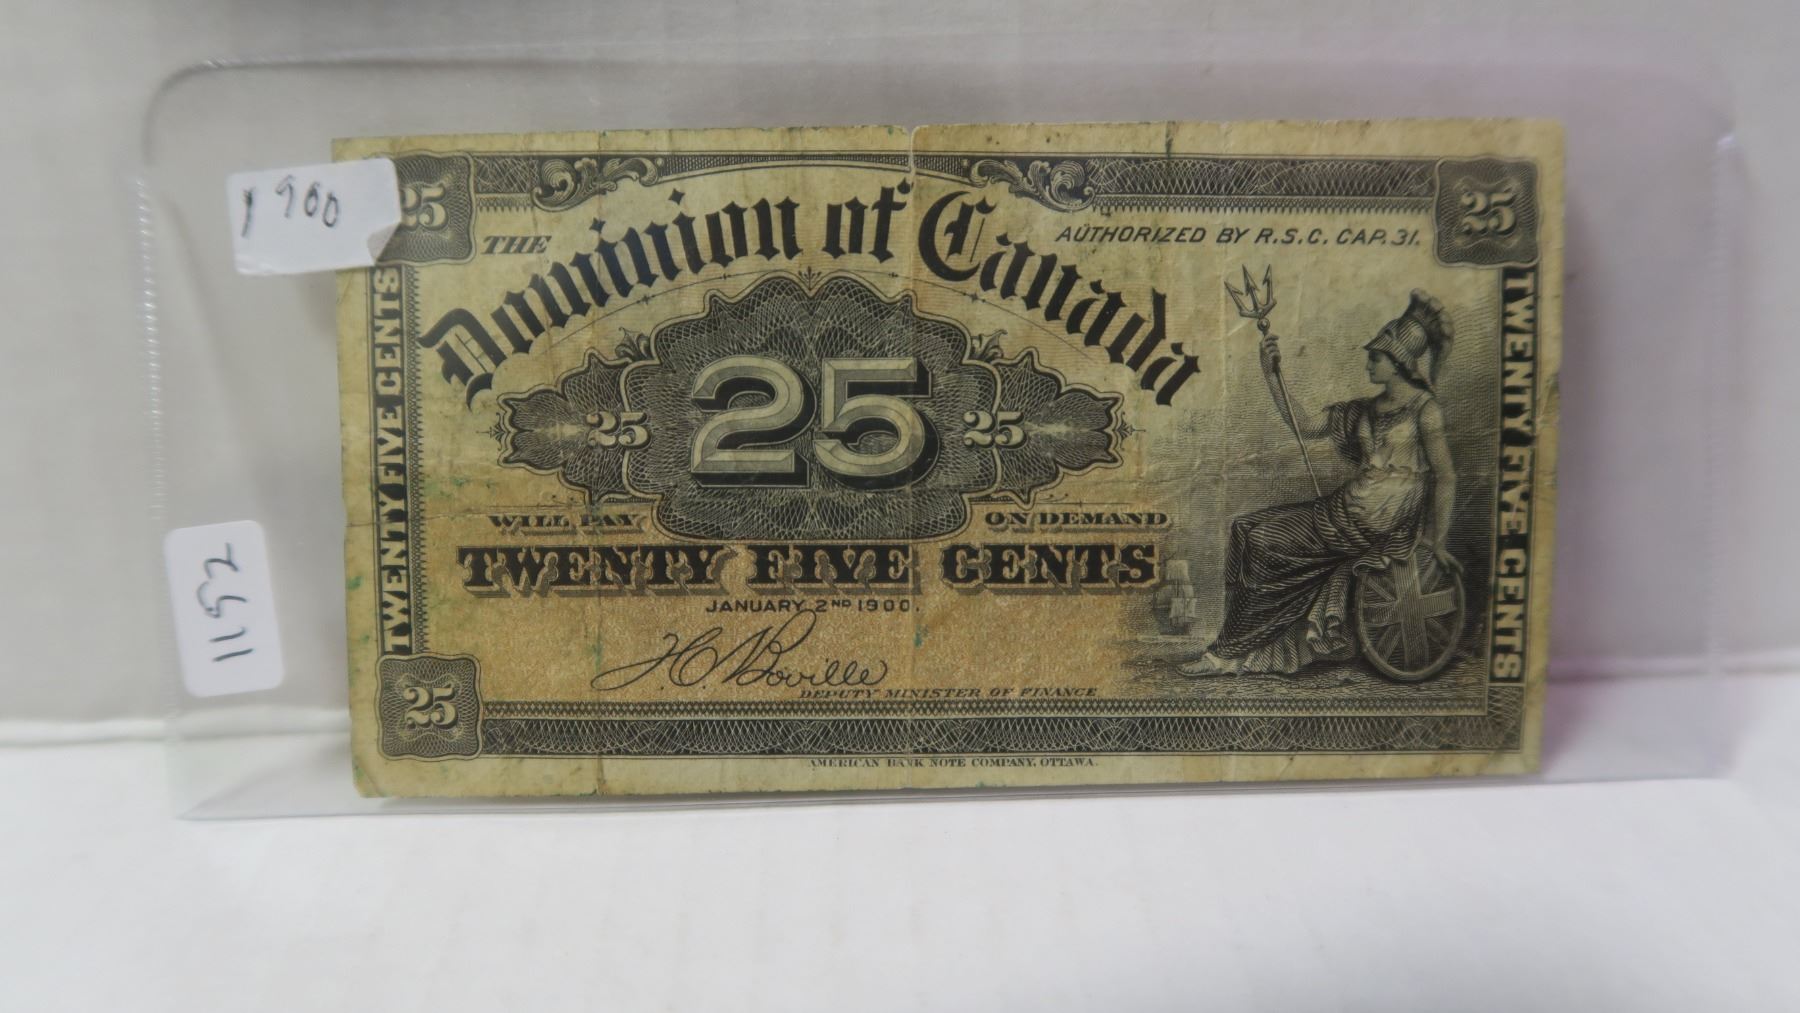 1900
1152
25
25
THE Dominion of Canada
AUTHORIZED BY R.S.C. CAP. 31.
25 25 25
WILL PAY ON DEMAND
TWENTY FIVE CENTS
JANUARY 2ND 1900.
J.C. Boville
DEPUTY MINISTER OF FINANCE
TWENTY FIVE CENTS
TWENTY FIVE CENTS
25
AMERICAN BANK NOTE COMPANY, OTTAWA.